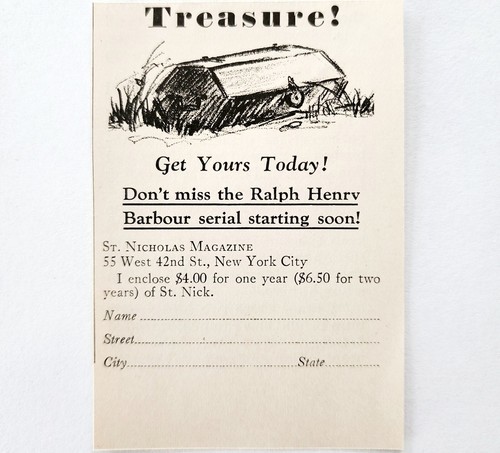 Treasure!
Get Yours Today!
Don't miss the Ralph Henry
Barbour serial starting soon!
St. Nicholas Magazine
55 West 42nd St., New York City
I enclose $4.00 for one year ($6.50 for two
years) of St. Nick.
Name
Street
City State